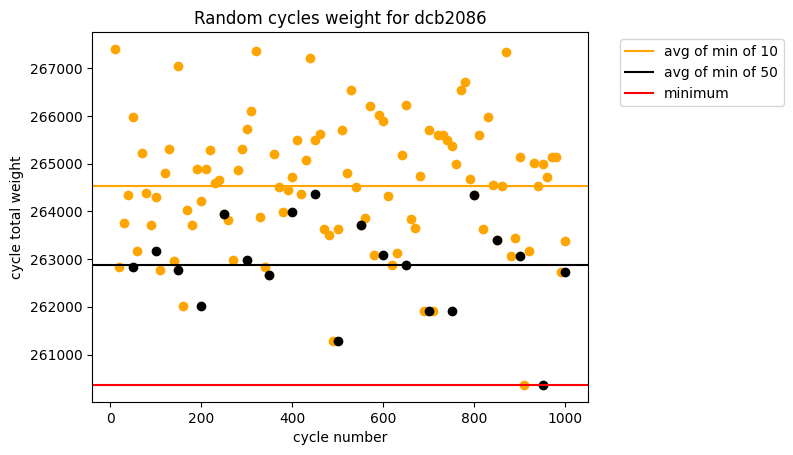 Random cycles weight for dcb2086
avg of min of 10
avg of min of 50
minimum
267000
266000
265000
264000
263000
262000
261000
cycle total weight
0
200
400
600
800
1000
cycle number